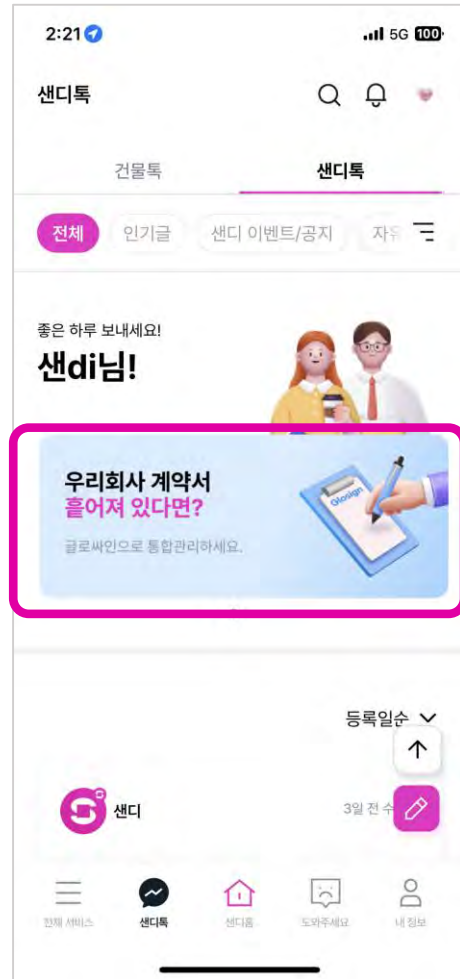 2:21 5G 100
샌디톡
건물톡 샌디톡
전체 인기글 샌디 이벤트/공지 자유
좋은 하루 보내세요!
샌di님!
우리회사 계약서
흩어져 있다면?
글로싸인으로 통합관리하세요.
Glosign
등록일순
샌디 3일 전 수
전체 서비스 샌디톡 샌디홈 도와주세요 내 정보